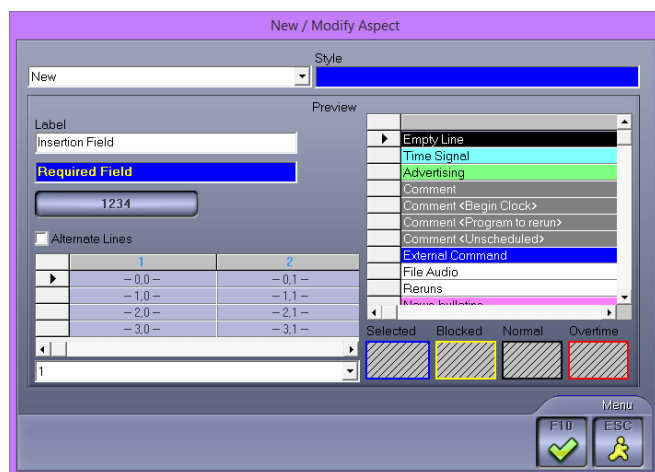 New / Modify Aspect
Style
New
Preview
Label
Insertion Field
Required Field
1234
Alternate Lines
1 2
– 0,0 – – 0,1 –
– 1,0 – – 1,1 –
– 2,0 – – 2,1 –
– 3,0 – – 3,1 –
1
Empty Line
Time Signal
Advertising
Comment
Comment <Begin Clock>
Comment <Program to rerun>
Comment <Unscheduled>
External Command
File Audio
Reruns
News bulletins
Selected Blocked Normal Overtime
Menu
F10 ESC